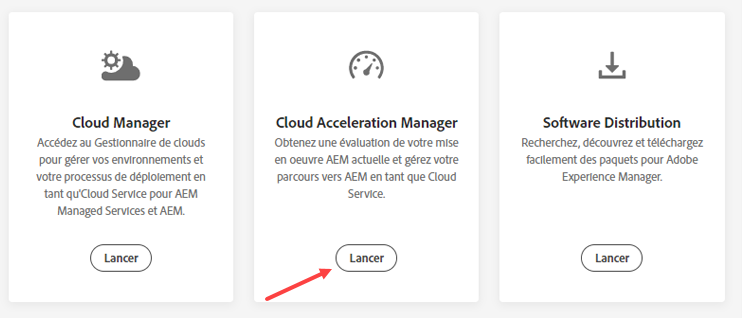 Cloud Manager
Accédez au Gestionnaire de clouds
pour gérer vos environnements et
votre processus de déploiement en
tant qu'Cloud Service pour AEM
Managed Services et AEM.
Lancer
Cloud Acceleration Manager
Obtenez une évaluation de votre mise
en oeuvre AEM actuelle et gérez votre
parcours vers AEM en tant que Cloud
Service.
Lancer
Software Distribution
Recherchez, découvrez et téléchargez
facilement des paquets pour Adobe
Experience Manager.
Lancer